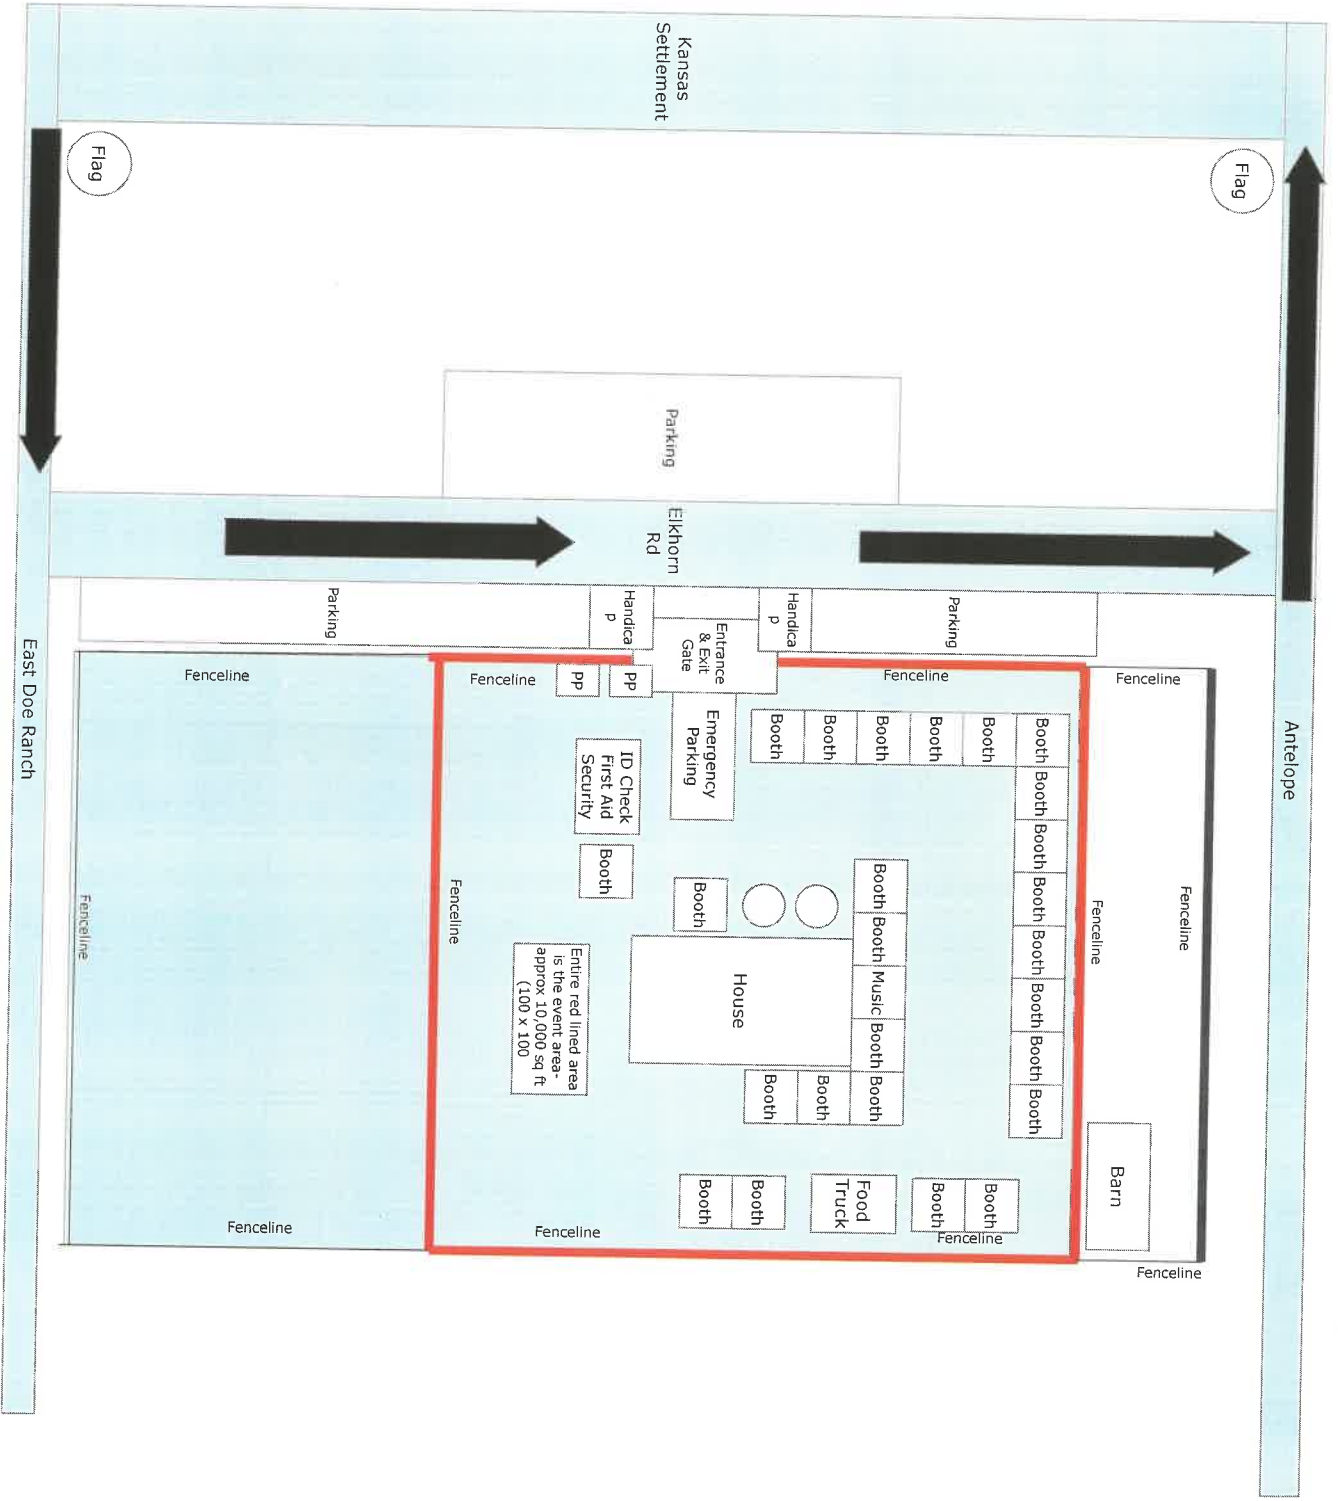 Kansas
Settlement
Flag
Flag
Parking
Elkhorn
Rd
Parking
Handica
p
Handica
p
Parking
Entrance
& Exit
Gate
East Doe Ranch
Antelope
Fenceline
Fenceline
PP
PP
Fenceline
Fenceline
Emergency
Parking
Booth
Booth
Booth
Booth
Booth
Booth
ID Check
First Aid
Security
Booth
Booth
Booth
Booth
Booth
Booth
Booth
Booth
Booth
Booth
Booth
Music
Booth
Booth
Booth
Booth
House
Fenceline
Fenceline
Fenceline
Fenceline
Entire red lined area
is the event area-
approx 10,000 sq ft
(100 x 100
Booth
Booth
Food
Truck
Booth
Booth
Barn
Fenceline
Fenceline
Fenceline
Fenceline